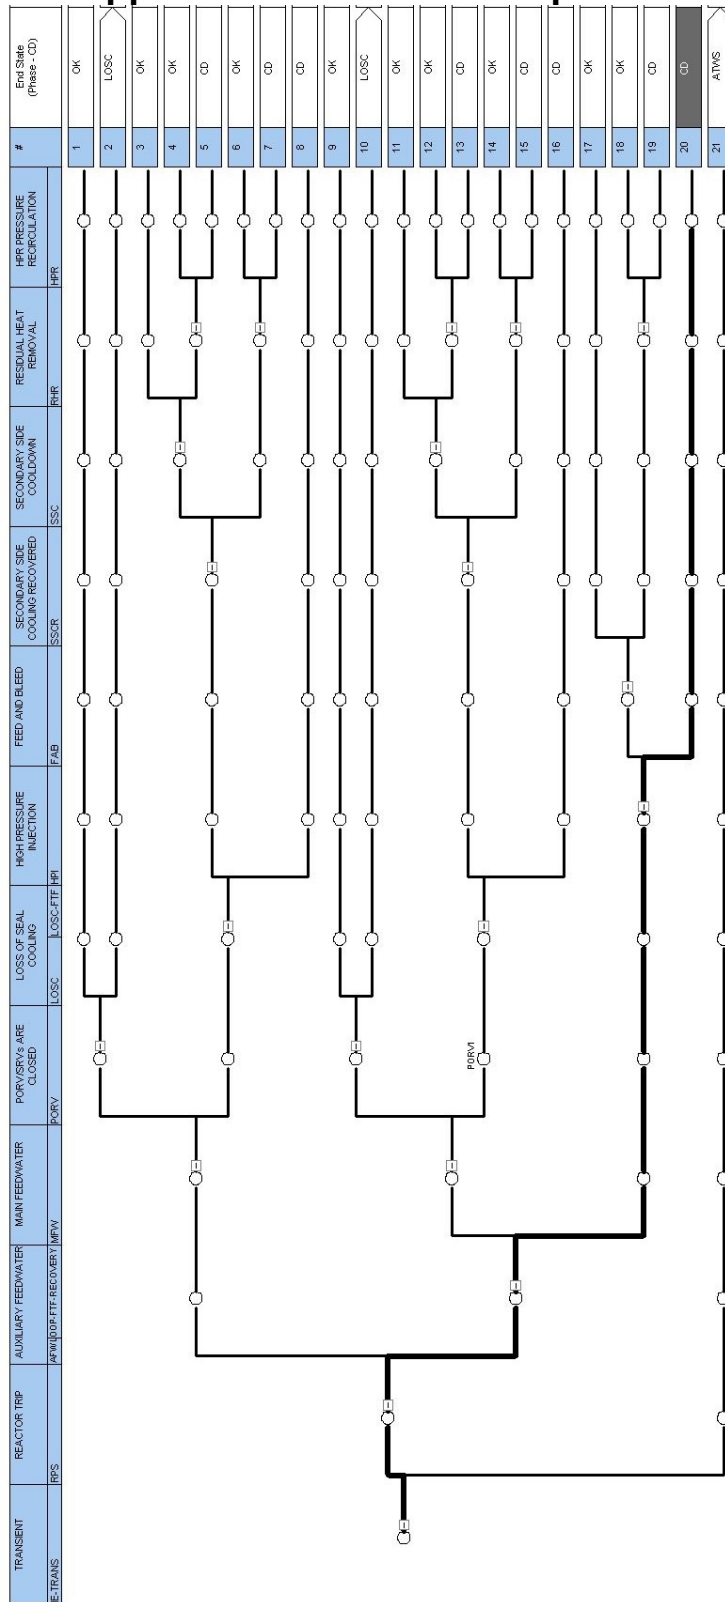 TRANSIENT
REACTOR TRIP
AUXILIARY FEEDWATER
MAIN FEEDWATER
PORV/SRVs ARE
CLOSED
LOSS OF SEAL
COOLING
HIGH PRESSURE
INJECTION
FEED AND BLEED
SECONDARY SIDE
COOLING RECOVERED
SECONDARY SIDE
COOLDOWN
RESIDUAL HEAT
REMOVAL
HPR PRESSURE
RECIRCULATION
#
End State
(Phase - CD)
E-TRANS
RPS
AFW LOOP-FTF-RECOVERY
MFW
PORV
LOSC
LOSC-FTF
HPI
FAB
SSCR
SSC
RHR
HPR
1 OK
2 LOSC
3 OK
4 OK
5 CD
6 OK
7 CD
8 CD
9 OK
10 LOSC
11 OK
12 OK
13 CD
PORV1
14 OK
15 CD
16 CD
17 OK
18 OK
19 CD
20 CD
21 ATWS